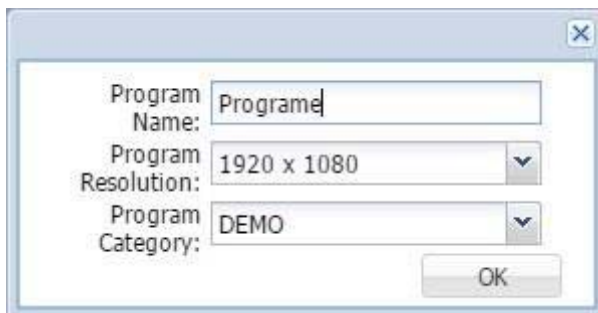 Program
Name:
Programe
Program
Resolution:
1920 x 1080
Program
Category:
DEMO
OK